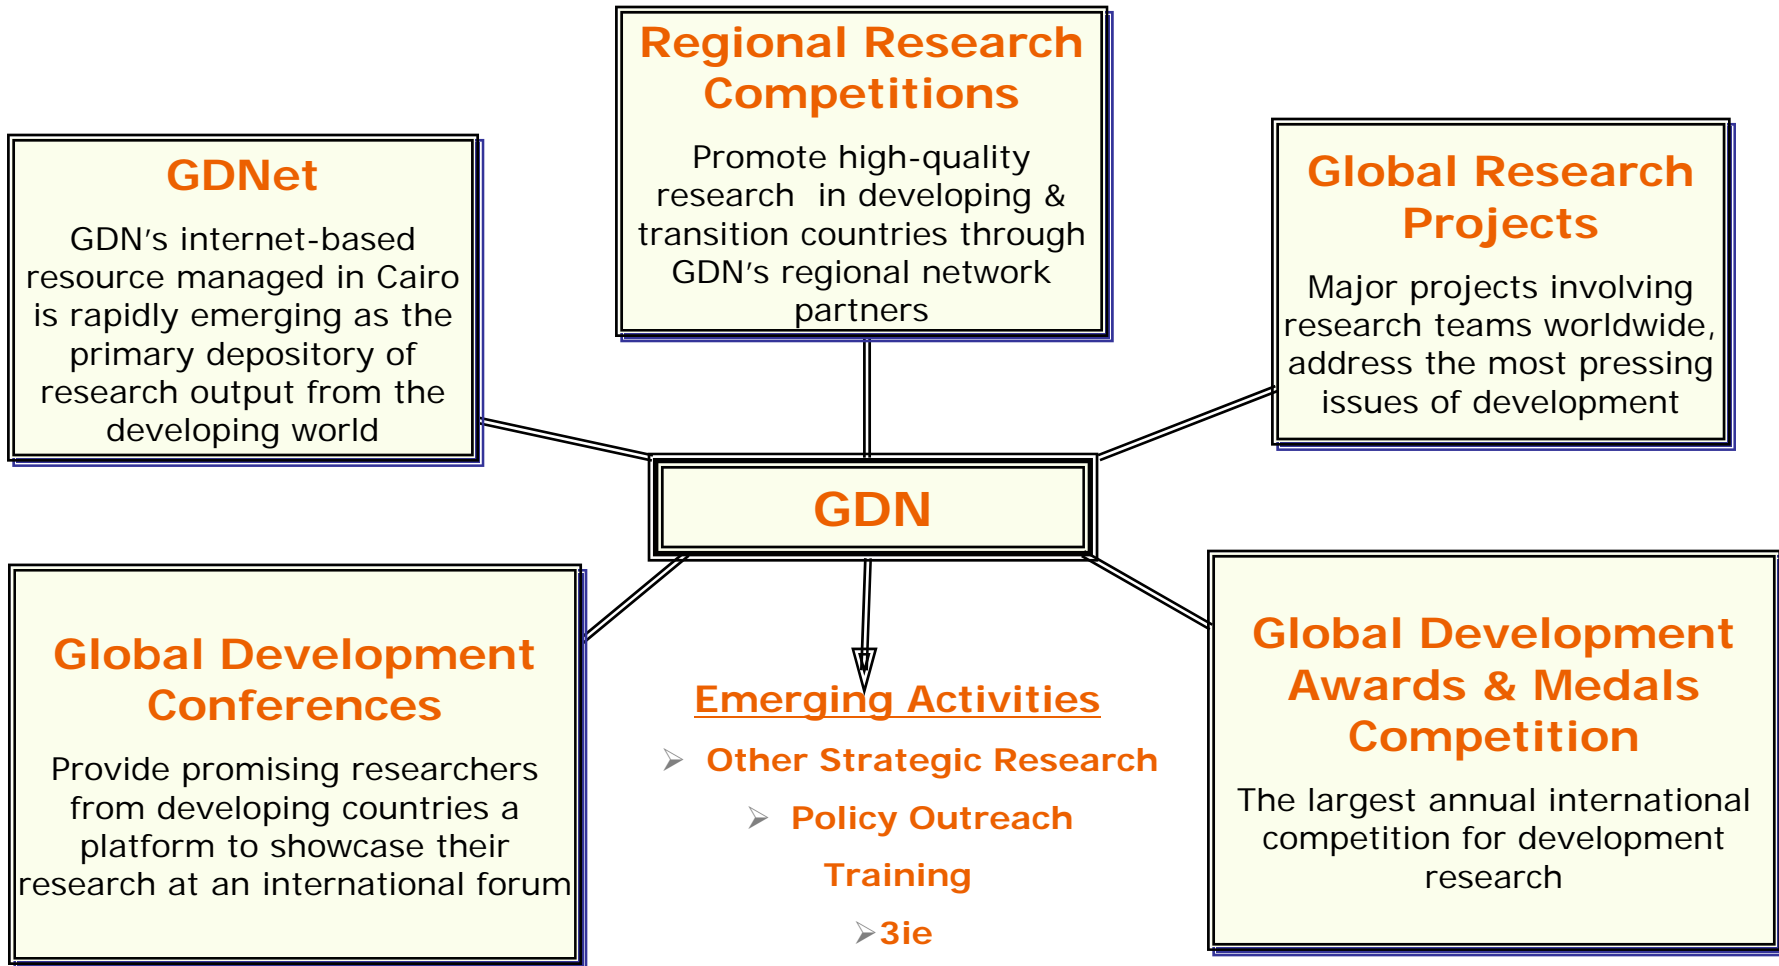 Regional Research
Competitions
Promote high-quality
research in developing &
transition countries through
GDN's regional network
partners
GDNet
GDN's internet-based
resource managed in Cairo
is rapidly emerging as the
primary depository of
research output from the
developing world
Global Research
Projects
Major projects involving
research teams worldwide,
address the most pressing
issues of development
GDN
Global Development
Conferences
Provide promising researchers
from developing countries a
platform to showcase their
research at an international forum
Emerging Activities
➢ Other Strategic Research
➢ Policy Outreach
Training
➢ 3ie
Global Development
Awards & Medals
Competition
The largest annual international
competition for development
research